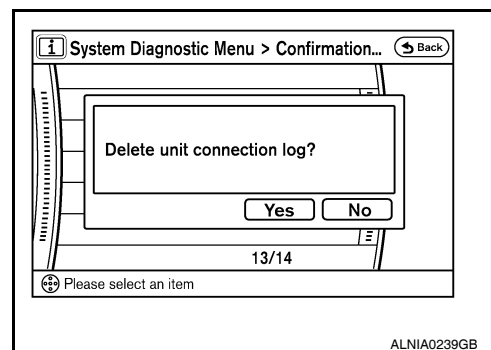 i System Diagnostic Menu > Confirmation... Back
Delete unit connection log?
Yes No
13/14
Please select an item
ALNIA0239GB